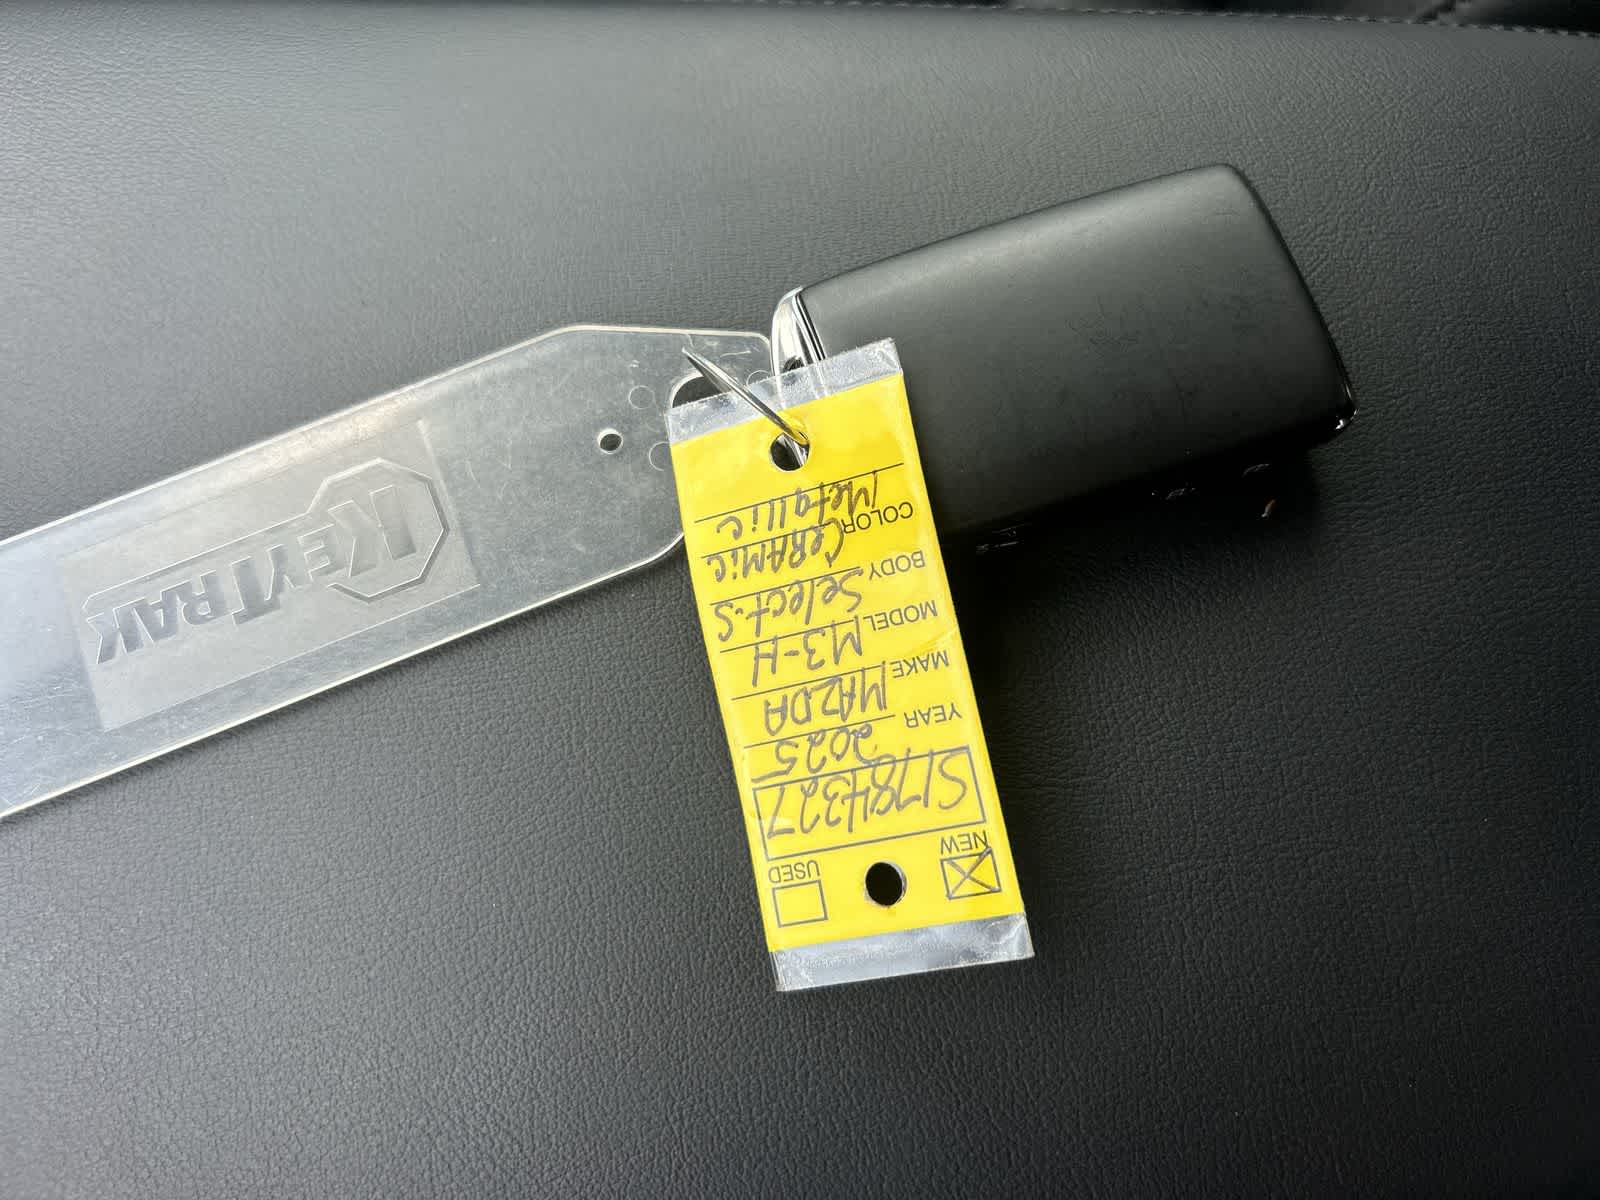 KEYTRAK
NEW
USED
S1784327
YEAR 2025
MAKE MAZDA
MODEL M3-H
BODY Select-S
COLOR CERAMIC
Metallic